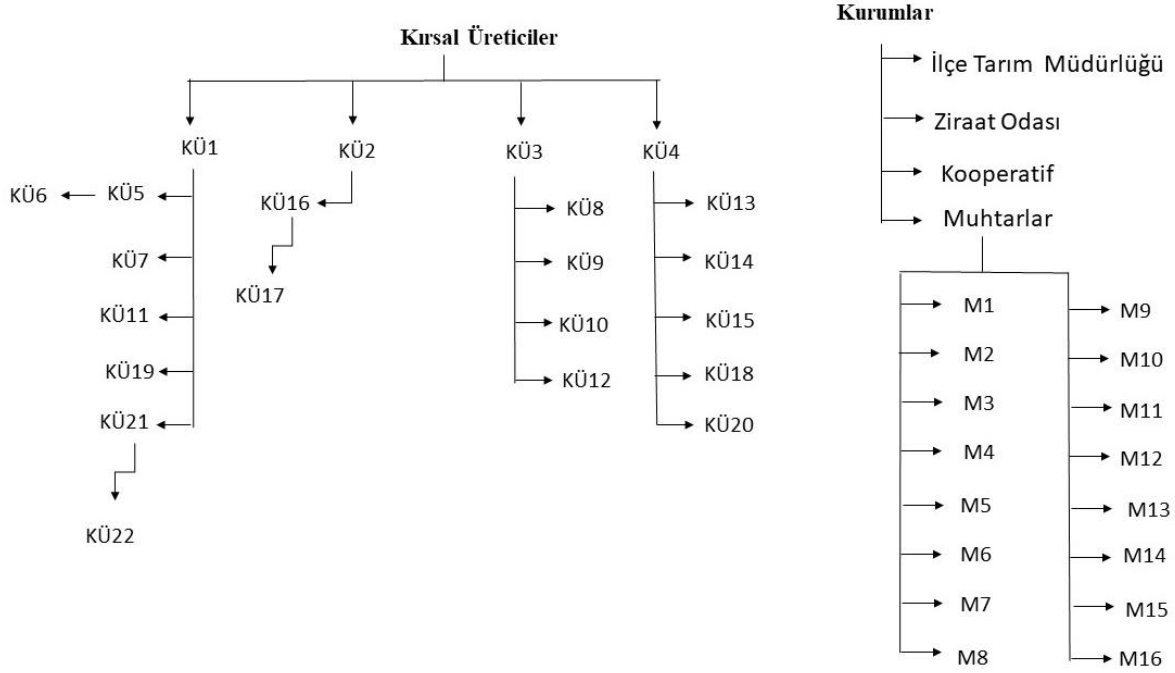 Kırsal Üreticiler
KÜ1
KÜ2
KÜ3
KÜ4
KÜ6
KÜ5
KÜ7
KÜ11
KÜ19
KÜ21
KÜ22
KÜ16
KÜ17
KÜ8
KÜ9
KÜ10
KÜ12
KÜ13
KÜ14
KÜ15
KÜ18
KÜ20
Kurumlar
İlçe Tarım Müdürlüğü
Ziraat Odası
Kooperatif
Muhtarlar
M1
M2
M3
M4
M5
M6
M7
M8
M9
M10
M11
M12
M13
M14
M15
M16